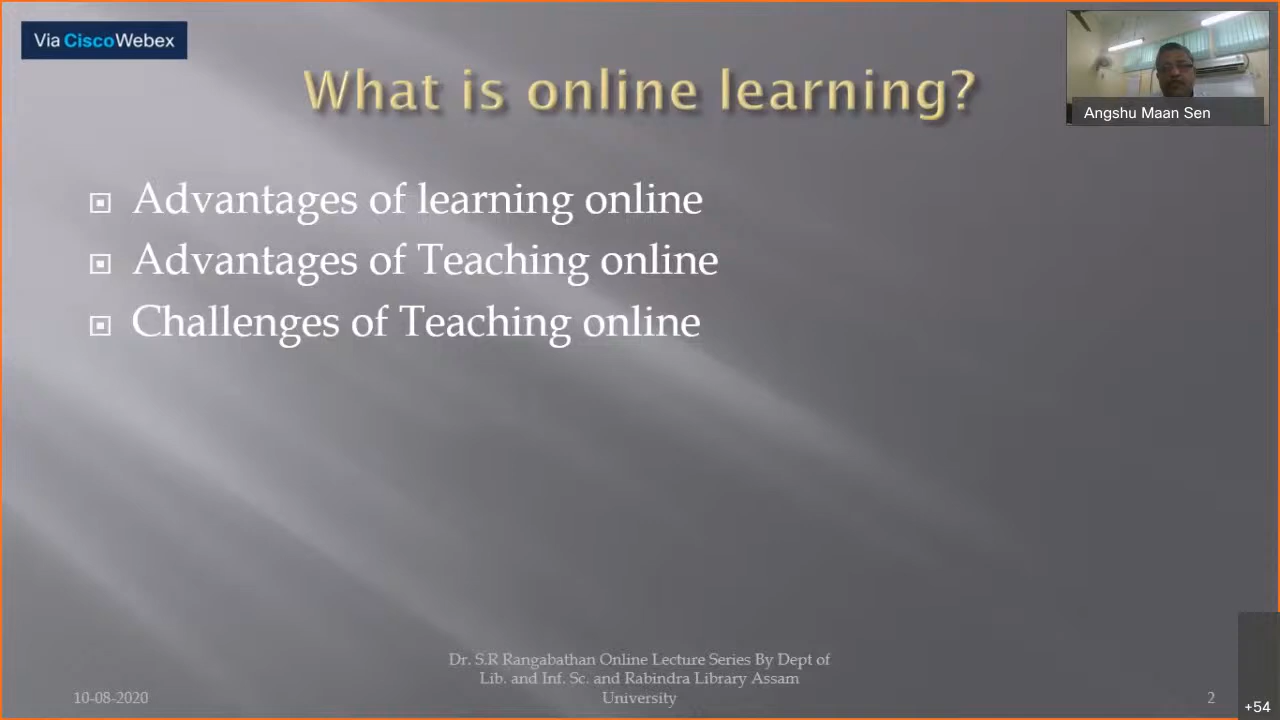 Via CiscoWebex
What is online learning?
Angshu Maan Sen
Advantages of learning online
Advantages of Teaching online
Challenges of Teaching online
Dr. S.R Rangabathan Online Lecture Series By Dept of
Lib. and Inf. Sc. and Rabindra Library Assam
University
10-08-2020
2
+54